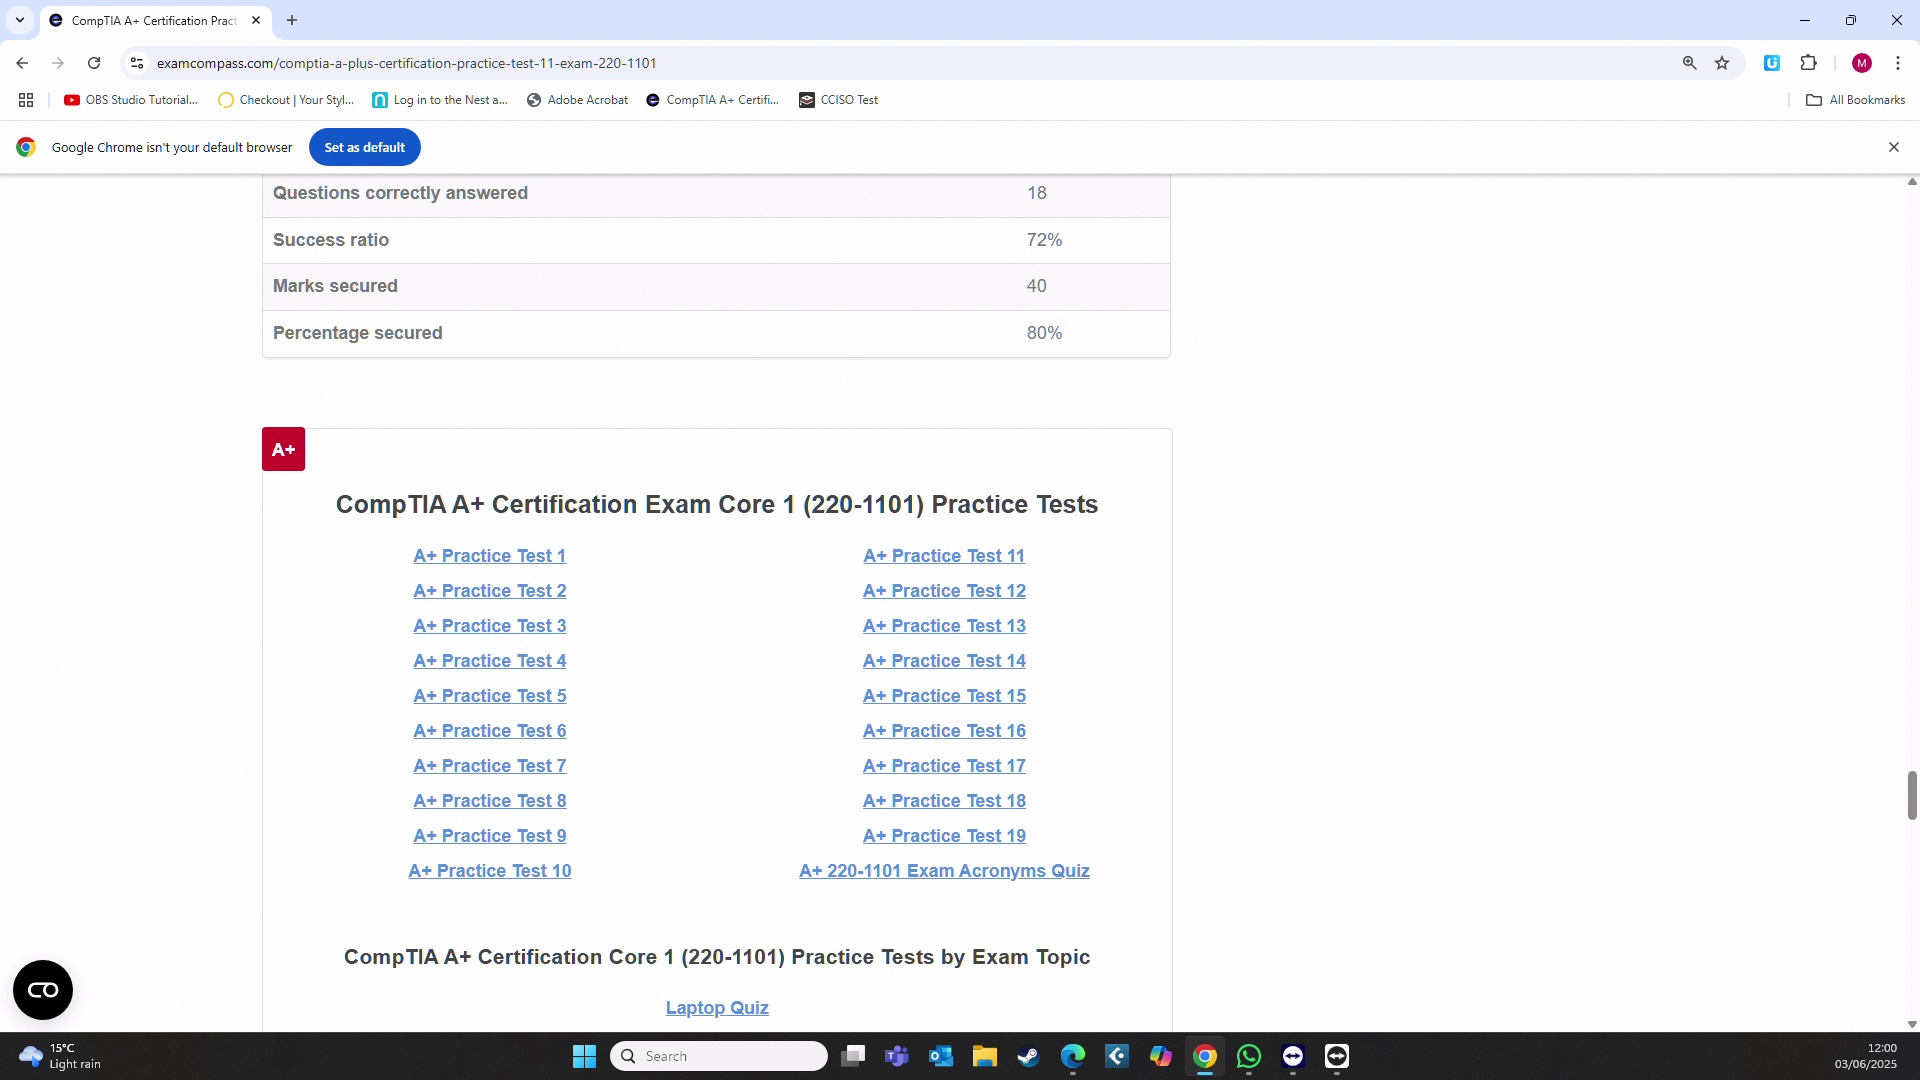 CompTIA A+ Certification Pract
examcompass.com/comptia-a-plus-certification-practice-test-11-exam-220-1101
M
OBS Studio Tutorial...
Checkout | Your Styl...
Log in to the Nest a...
Adobe Acrobat
CompTIA A+ Certifi...
CCISO Test
All Bookmarks
Google Chrome isn't your default browser
Set as default
Questions correctly answered 18
Success ratio 72%
Marks secured 40
Percentage secured 80%
A+
CompTIA A+ Certification Exam Core 1 (220-1101) Practice Tests
A+ Practice Test 1
A+ Practice Test 2
A+ Practice Test 3
A+ Practice Test 4
A+ Practice Test 5
A+ Practice Test 6
A+ Practice Test 7
A+ Practice Test 8
A+ Practice Test 9
A+ Practice Test 10
A+ Practice Test 11
A+ Practice Test 12
A+ Practice Test 13
A+ Practice Test 14
A+ Practice Test 15
A+ Practice Test 16
A+ Practice Test 17
A+ Practice Test 18
A+ Practice Test 19
A+ 220-1101 Exam Acronyms Quiz
CompTIA A+ Certification Core 1 (220-1101) Practice Tests by Exam Topic
Laptop Quiz
15°C
Light rain
Search
12:00
03/06/2025